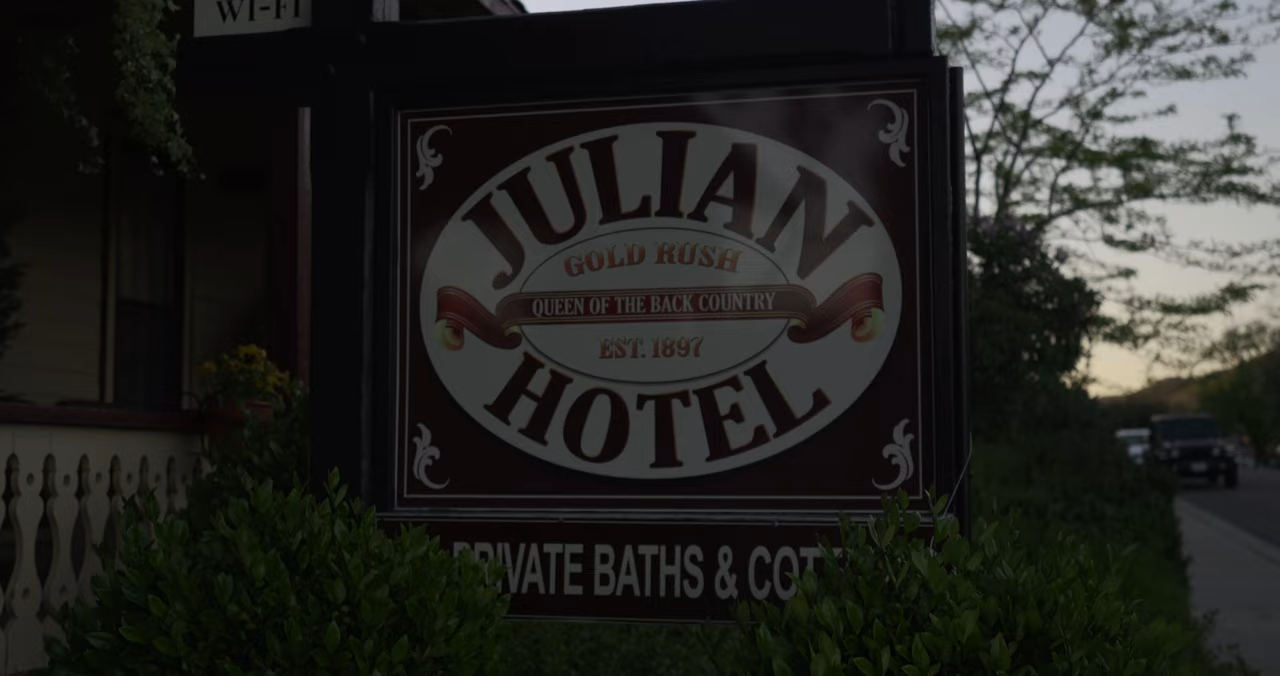 WI-FI
JULIAN
GOLD RUSH
QUEEN OF THE BACK COUNTRY
EST. 1897
HOTEL
PRIVATE BATHS &